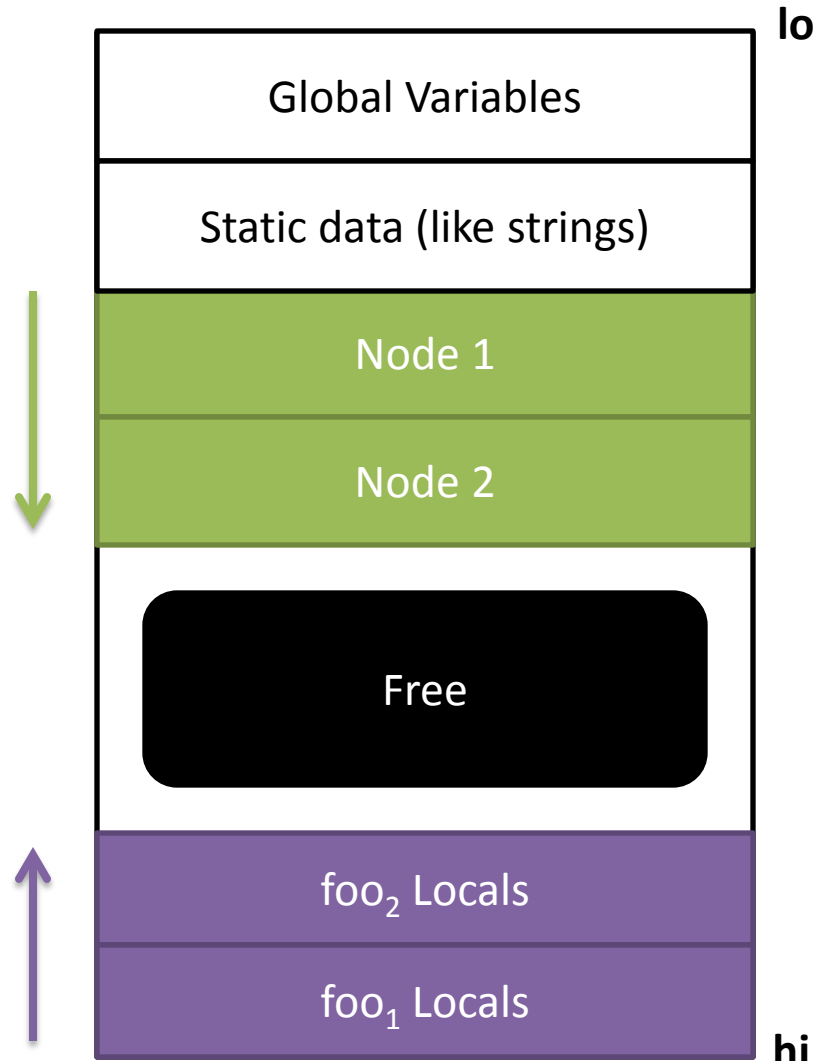 lo
Global Variables
Static data (like strings)
Node 1
Node 2
Free
foo₂ Locals
foo₁ Locals
hi